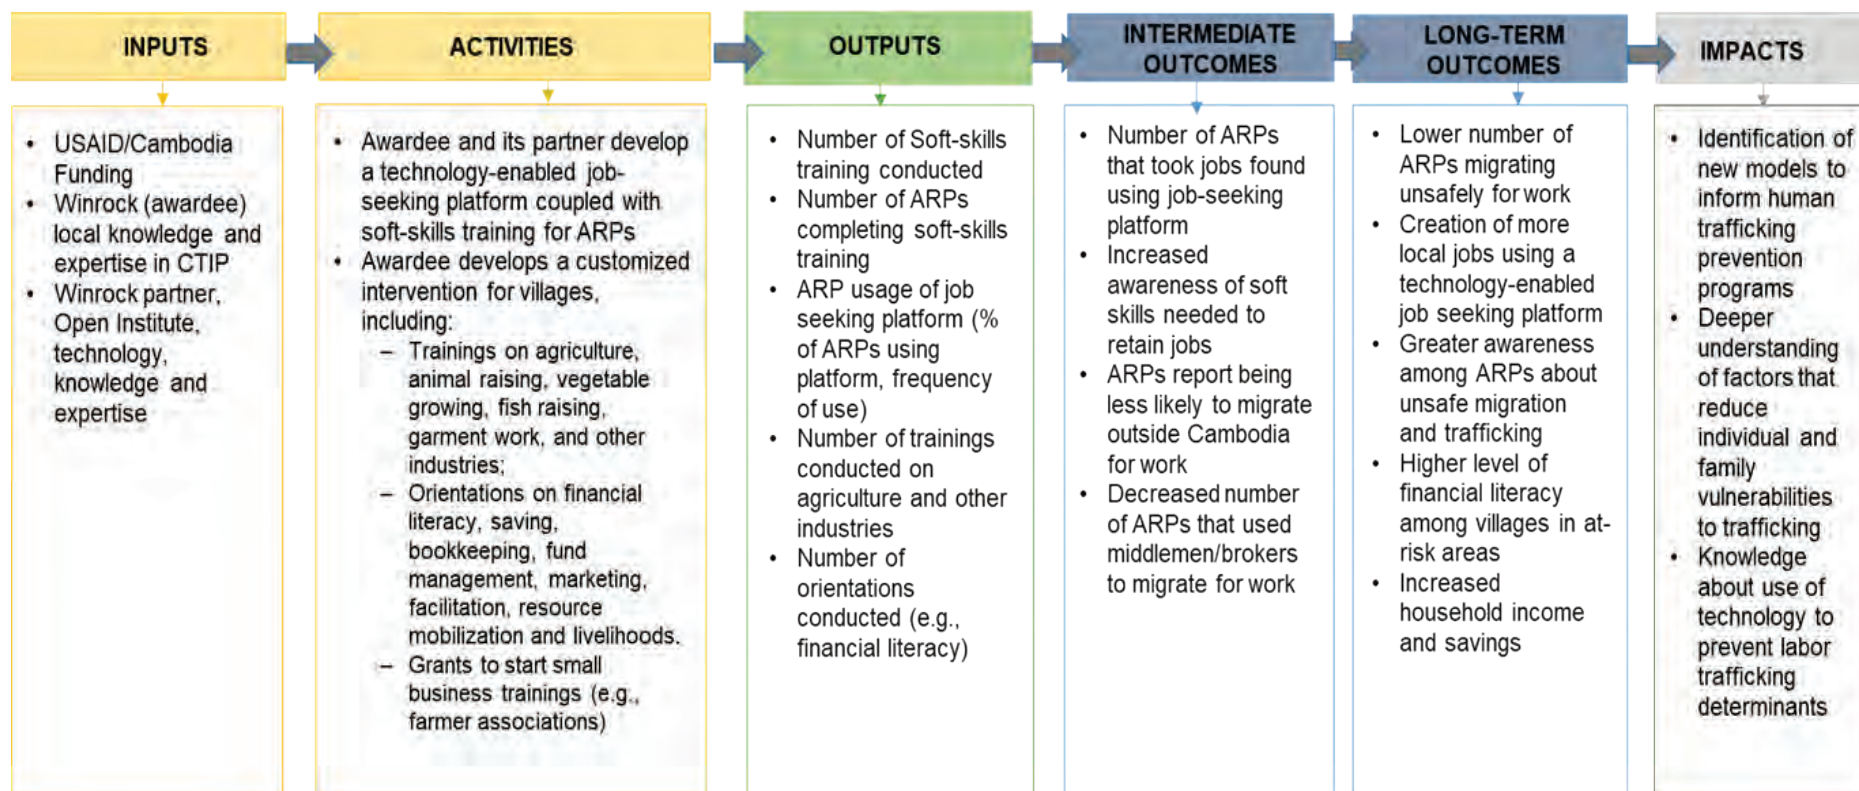 INPUTS
ACTIVITIES
OUTPUTS
INTERMEDIATE
OUTCOMES
LONG-TERM
OUTCOMES
IMPACTS
• USAID/Cambodia
Funding
• Winrock (awardee)
local knowledge and
expertise in CTIP
• Winrock partner,
Open Institute,
technology,
knowledge and
expertise
• Awardee and its partner develop
a technology-enabled job-
seeking platform coupled with
soft-skills training for ARPs
• Awardee develops a customized
intervention for villages,
including:
– Trainings on agriculture,
animal raising, vegetable
growing, fish raising,
garment work, and other
industries;
– Orientations on financial
literacy, saving,
bookkeeping, fund
management, marketing,
facilitation, resource
mobilization and livelihoods.
– Grants to start small
business trainings (e.g.,
farmer associations)
• Number of Soft-skills
training conducted
• Number of ARPs
completing soft-skills
training
• ARP usage of job
seeking platform (%
of ARPs using
platform, frequency
of use)
• Number of trainings
conducted on
agriculture and other
industries
• Number of
orientations
conducted (e.g.,
financial literacy)
• Number of ARPs
that took jobs found
using job-seeking
platform
• Increased
awareness of soft
skills needed to
retain jobs
• ARPs report being
less likely to migrate
outside Cambodia
for work
• Decreased number
of ARPs that used
middlemen/brokers
to migrate for work
• Lower number of
ARPs migrating
unsafely for work
• Creation of more
local jobs using a
technology-enabled
job seeking platform
• Greater awareness
among ARPs about
unsafe migration
and trafficking
• Higher level of
financial literacy
among villages in at-
risk areas
• Increased
household income
and savings
• Identification of
new models to
inform human
trafficking
prevention
programs
• Deeper
understanding
of factors that
reduce
individual and
family
vulnerabilities
to trafficking
• Knowledge
about use of
technology to
prevent labor
trafficking
determinants